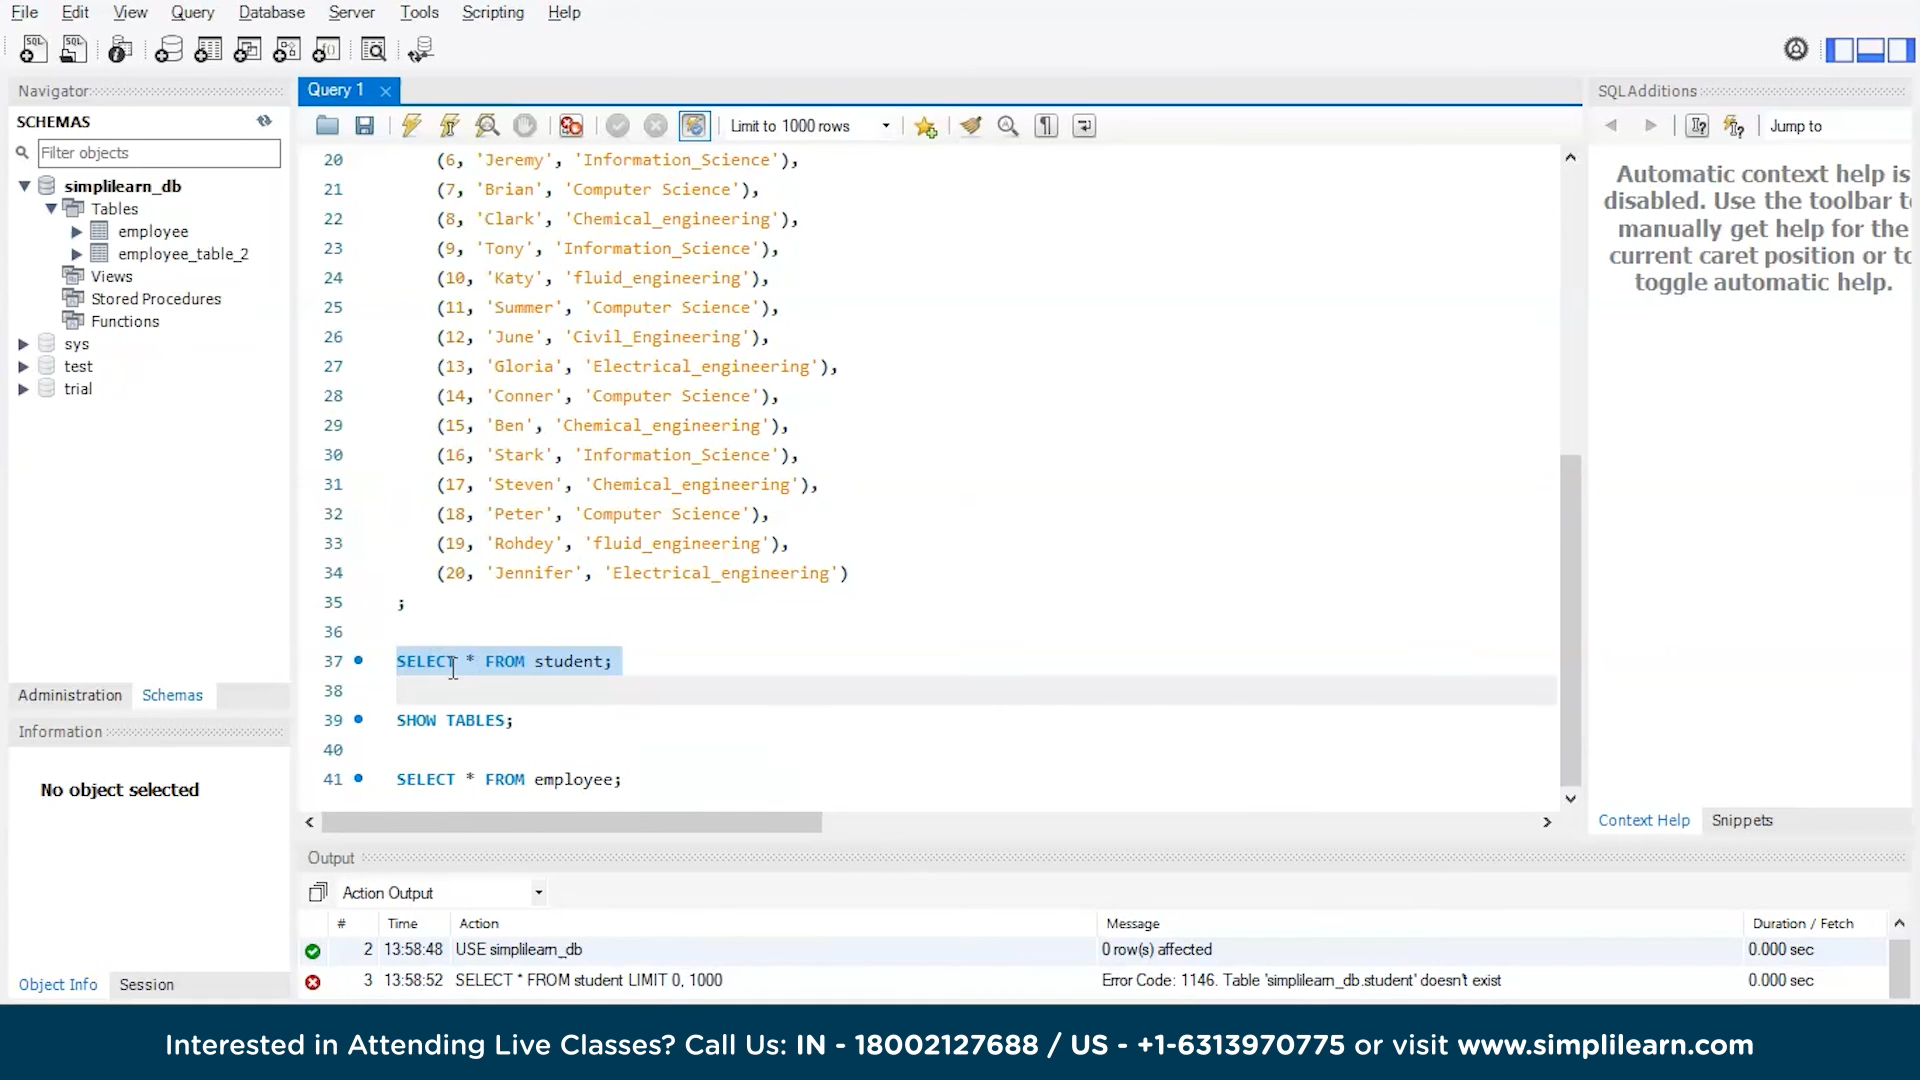 File Edit View Query Database Server Tools Scripting Help
Navigator
SCHEMAS
Filter objects
simplilearn_db
Tables
employee
employee_table_2
Views
Stored Procedures
Functions
sys
test
trial
Administration Schemas
Information
No object selected
Object Info Session
Query 1
Limit to 1000 rows
20 (6, 'Jeremy', 'Information_Science'),
21 (7, 'Brian', 'Computer Science'),
22 (8, 'Clark', 'Chemical_engineering'),
23 (9, 'Tony', 'Information_Science'),
24 (10, 'Katy', 'fluid_engineering'),
25 (11, 'Summer', 'Computer Science'),
26 (12, 'June', 'Civil_Engineering'),
27 (13, 'Gloria', 'Electrical_engineering'),
28 (14, 'Conner', 'Computer Science'),
29 (15, 'Ben', 'Chemical_engineering'),
30 (16, 'Stark', 'Information_Science'),
31 (17, 'Steven', 'Chemical_engineering'),
32 (18, 'Peter', 'Computer Science'),
33 (19, 'Rohdey', 'fluid_engineering'),
34 (20, 'Jennifer', 'Electrical_engineering')
35 ;
36
37 SELECT * FROM student;
38
39 SHOW TABLES;
40
41 SELECT * FROM employee;
SQLAdditions
Jump to
Automatic context help is
disabled. Use the toolbar to
manually get help for the
current caret position or to
toggle automatic help.
Context Help Snippets
Output
Action Output
# Time Action Message Duration / Fetch
2 13:58:48 USE simplilearn_db 0 row(s) affected 0.000 sec
3 13:58:52 SELECT * FROM student LIMIT 0, 1000 Error Code: 1146. Table 'simplilearn_db.student' doesn't exist 0.000 sec
Interested in Attending Live Classes? Call Us: IN - 18002127688 / US - +1-6313970775 or visit www.simplilearn.com